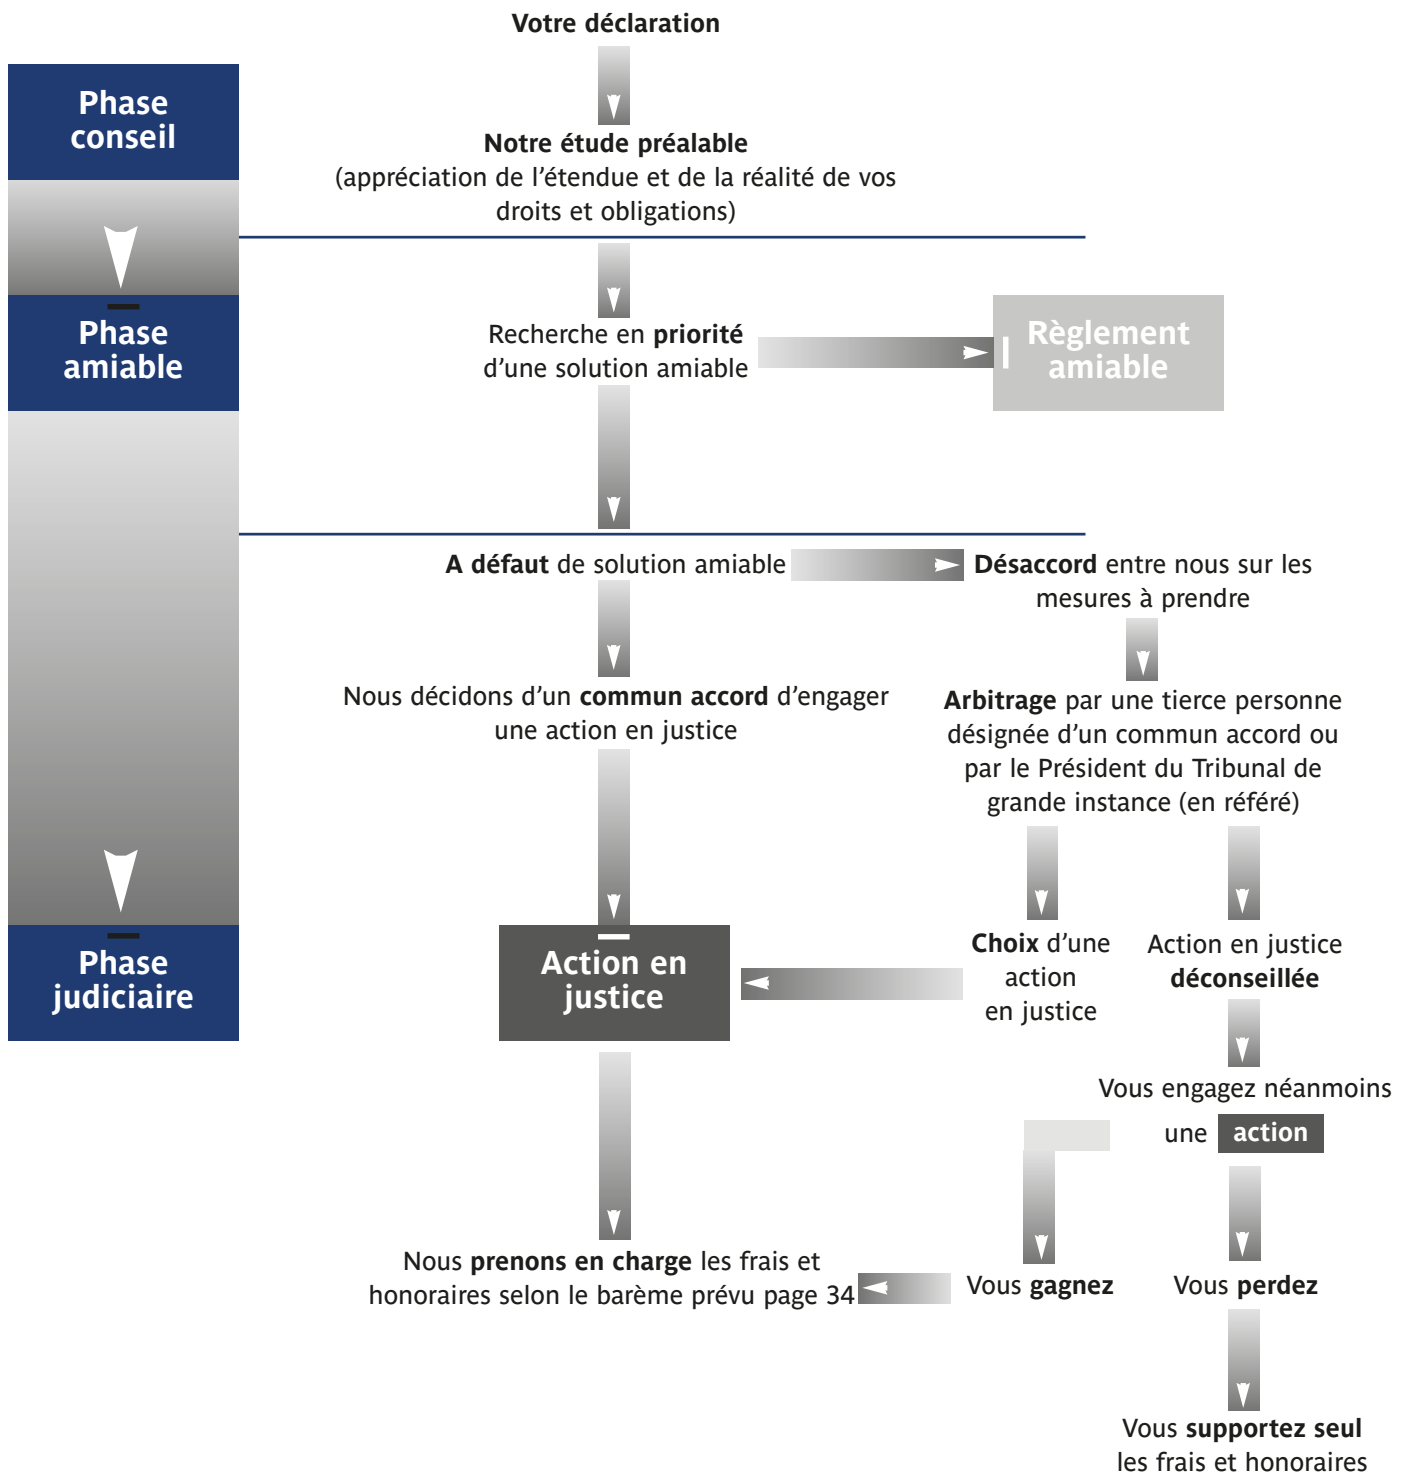 Votre déclaration
Phase
conseil
Notre étude préalable
(appréciation de l'étendue et de la réalité de vos
droits et obligations)
Phase
amiable
Recherche en priorité
d'une solution amiable
Règlement
amiable
A défaut de solution amiable
Désaccord entre nous sur les
mesures à prendre
Nous décidons d'un commun accord d'engager
une action en justice
Arbitrage par une tierce personne
désignée d'un commun accord ou
par le Président du Tribunal de
grande instance (en référé)
Phase
judiciaire
Action en
justice
Choix d'une
action
en justice
Action en justice
déconseillée
Vous engagez néanmoins
une action
Nous prenons en charge les frais et
honoraires selon le barème prévu page 34
Vous gagnez
Vous perdez
Vous supportez seul
les frais et honoraires